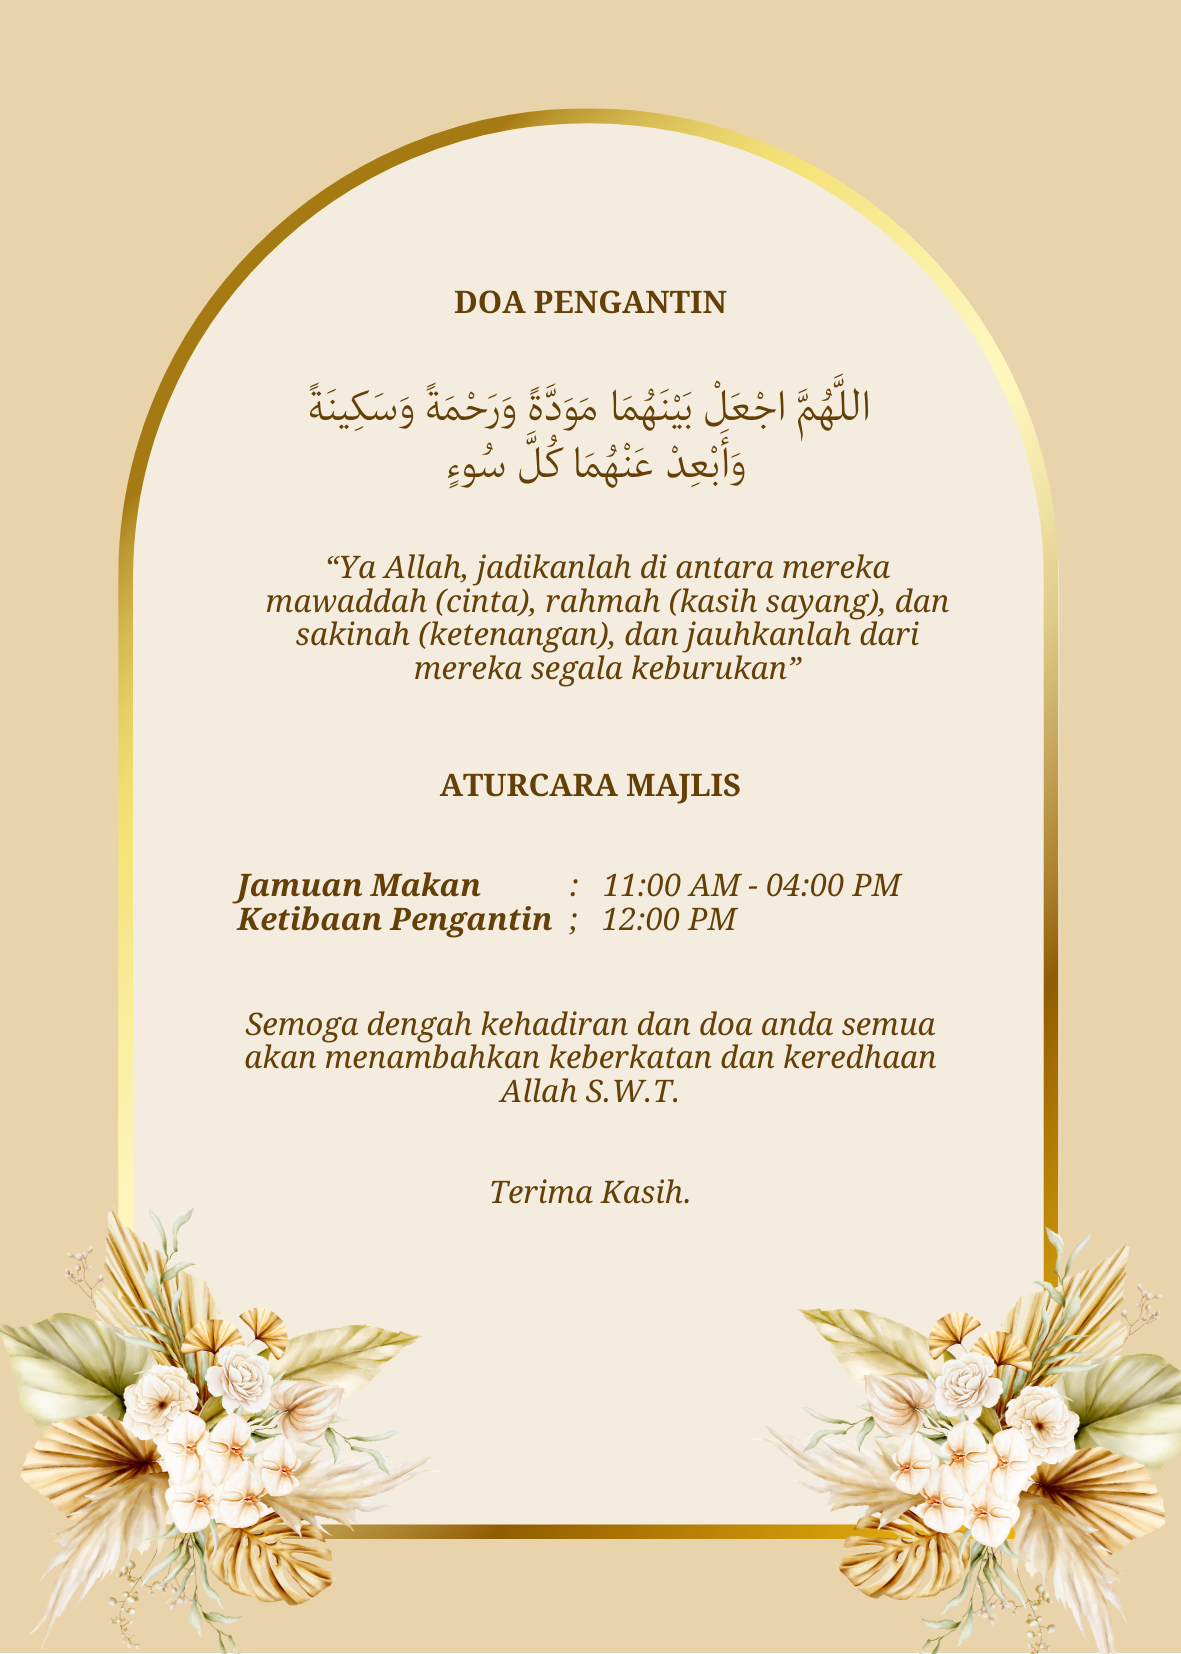 DOA PENGANTIN
اللَّهُمَّ اجْعَلْ بَيْنَهُمَا مَوَدَّةً وَرَحْمَةً وَسَكِينَةً
وَأَبْعِدْ عَنْهُمَا كُلَّ سُوءٍ
“Ya Allah, jadikanlah di antara mereka
mawaddah (cinta), rahmah (kasih sayang), dan
sakinah (ketenangan), dan jauhkanlah dari
mereka segala keburukan”
ATURCARA MAJLIS
Jamuan Makan : 11:00 AM - 04:00 PM
Ketibaan Pengantin ; 12:00 PM
Semoga dengah kehadiran dan doa anda semua
akan menambahkan keberkatan dan keredhaan
Allah S.W.T.
Terima Kasih.